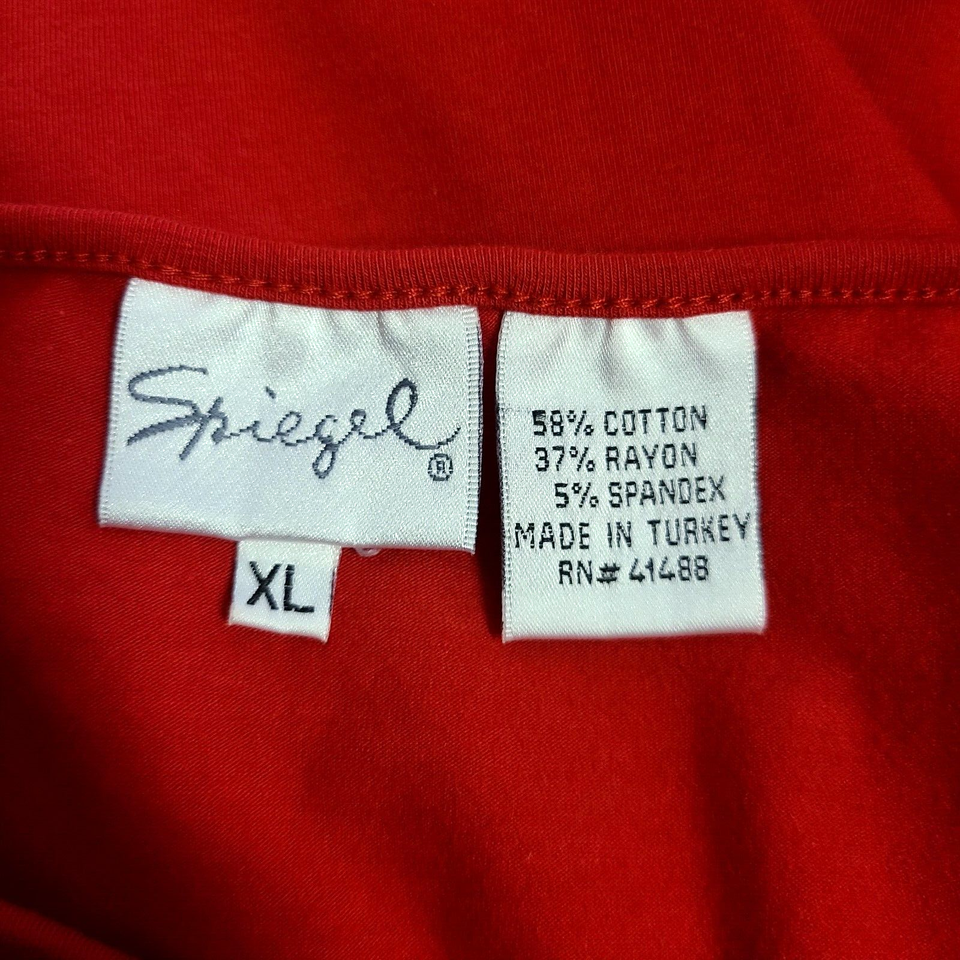 Spiegel®
XL
58% COTTON
37% RAYON
5% SPANDEX
MADE IN TURKEY
RN# 41488